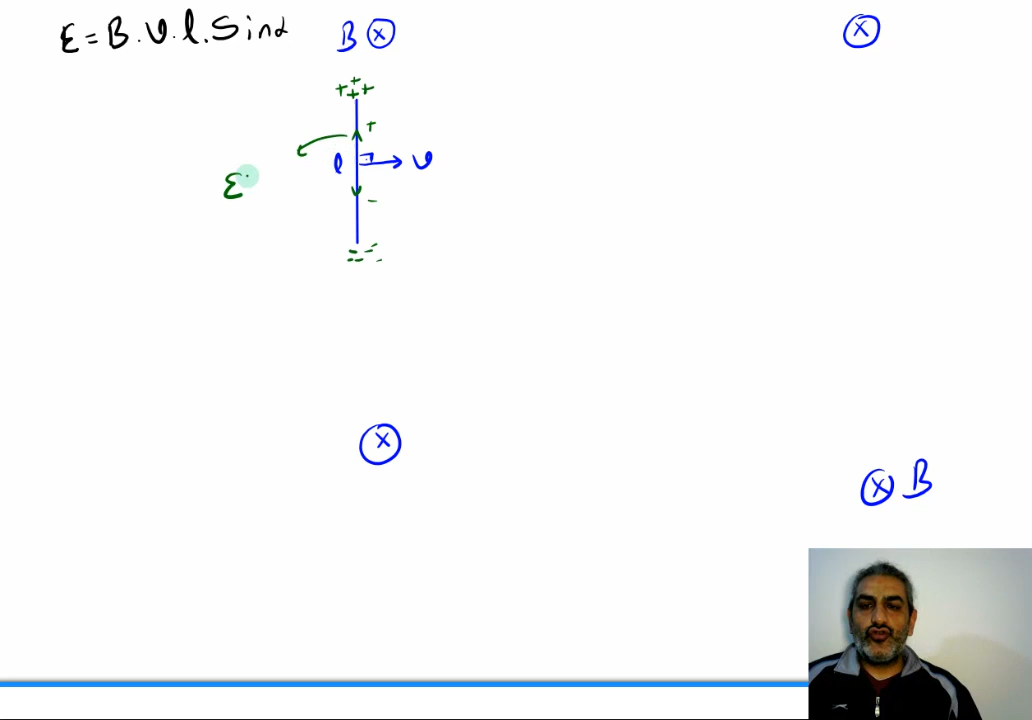 ε = B.v.l.Sinα
B ⓧ
ⓧ
+++ +
+
l
v
ε
-
-----
ⓧ
ⓧ B